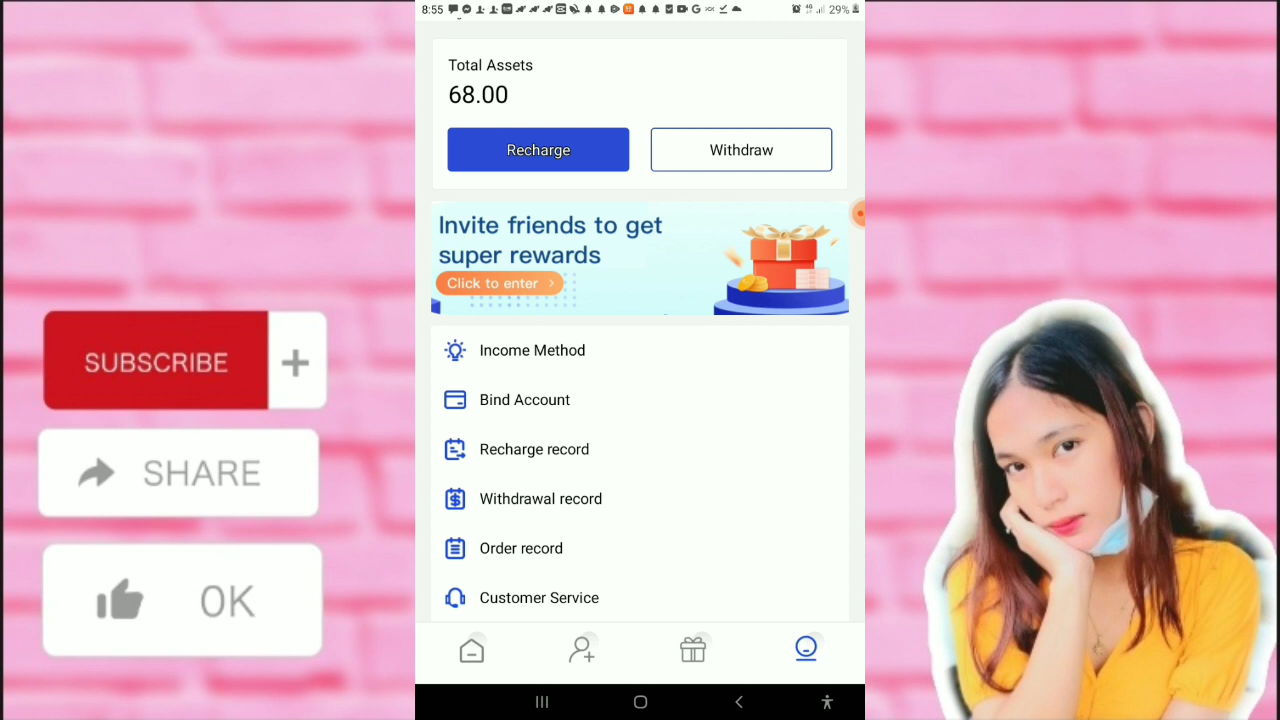 8:55
29%
Total Assets
68.00
Recharge
Withdraw
Invite friends to get
super rewards
Click to enter >
Income Method
Bind Account
Recharge record
Withdrawal record
Order record
Customer Service
SUBSCRIBE +
SHARE
0K